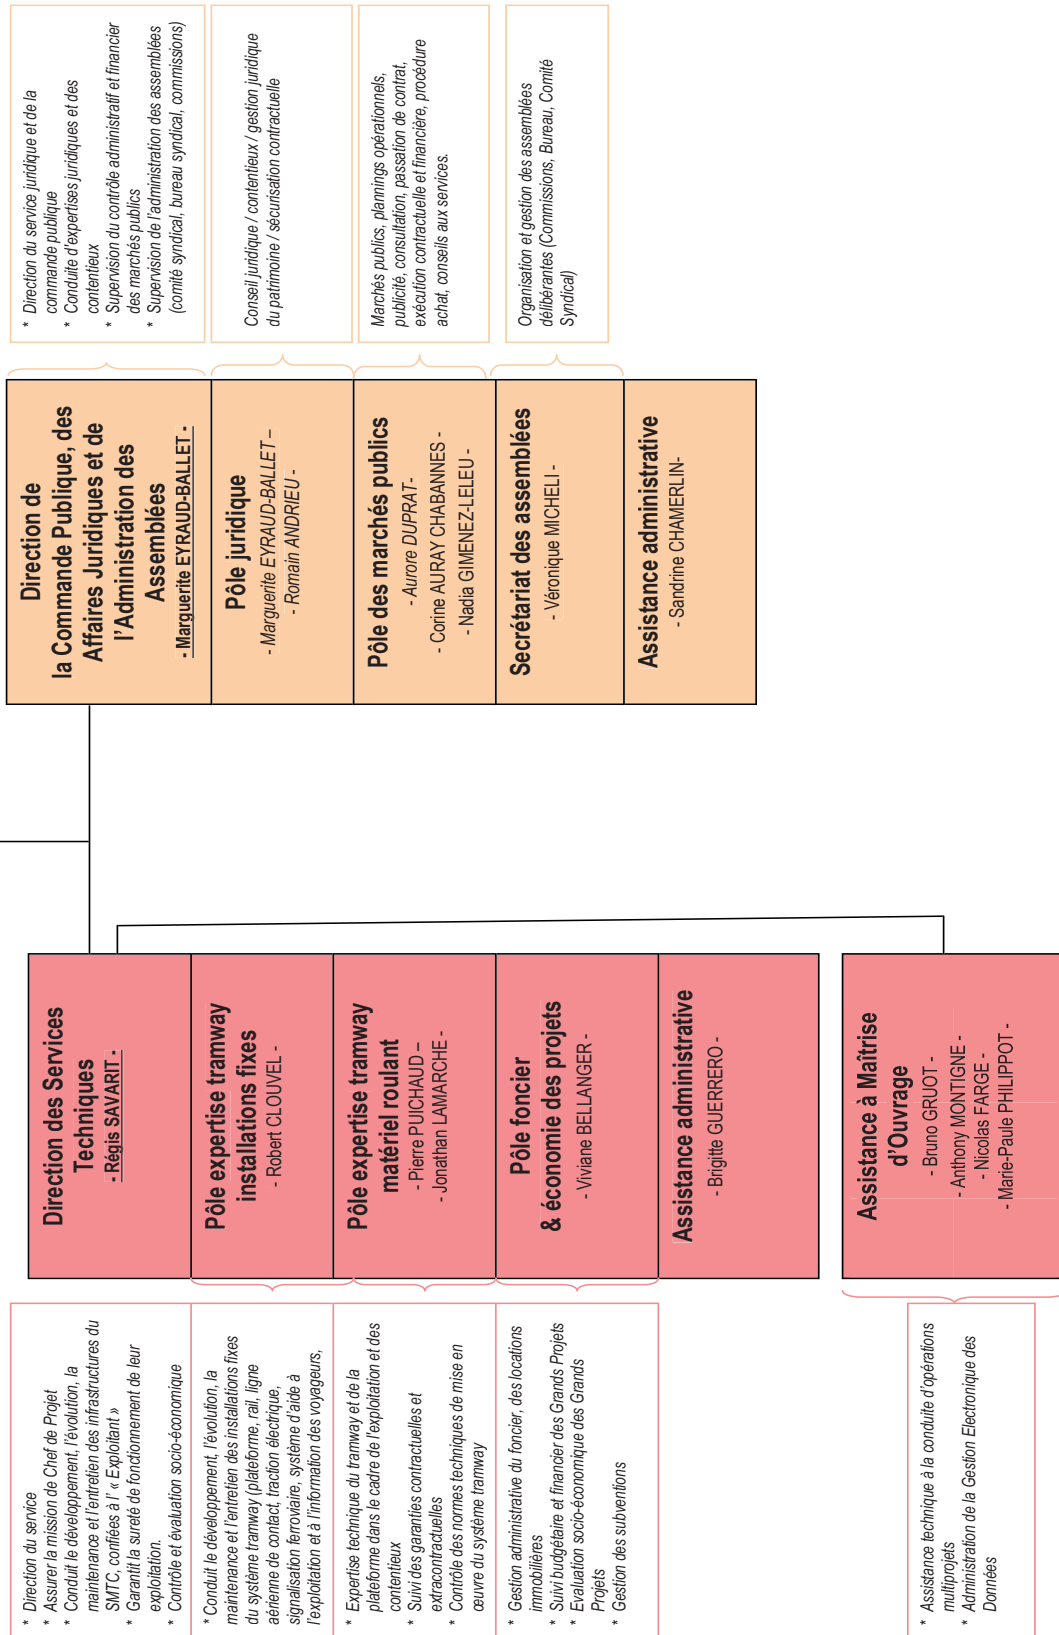 * Direction du service
* Assurer la mission de Chef de Projet
* Conduit le développement, l'évolution, la
maintenance et l'entretien des infrastructures du
SMTC, confiées à l' « Exploitant »
* Garantit la sureté de fonctionnement de leur
exploitation.
* Contrôle et évaluation socio-économique
* Conduit le développement, l'évolution, la
maintenance et l'entretien des installations fixes
du système tramway (plateforme, rail, ligne
aérienne de contact, traction électrique,
signalisation ferroviaire, système d'aide à
l'exploitation et à l'information des voyageurs,
* Expertise technique du tramway et de la
plateforme dans le cadre de l'exploitation et des
contentieux
* Suivi des garanties contractuelles et
extracontractuelles
* Contrôle des normes techniques de mise en
œuvre du système tramway
* Gestion administrative du foncier, des locations
immobilières
* Suivi budgétaire et financier des Grands Projets
* Evaluation socio-économique des Grands
Projets
* Gestion des subventions
* Assistance technique à la conduite d'opérations
multiprojets
* Administration de la Gestion Electronique des
Données
Direction des Services
Techniques
- Régis SAVARIT -
Pôle expertise tramway
installations fixes
- Robert CLOUVEL -
Pôle expertise tramway
matériel roulant
- Pierre PUICHAUD –
- Jonathan LAMARCHE -
Pôle foncier
& économie des projets
- Viviane BELLANGER -
Assistance administrative
- Brigitte GUERRERO -
Assistance à Maîtrise
d'Ouvrage
- Bruno GRUOT -
- Anthony MONTIGNE -
- Nicolas FARGE -
- Marie-Paule PHILIPPOT -
Direction de
la Commande Publique, des
Affaires Juridiques et de
l'Administration des
Assemblées
- Marguerite EYRAUD-BALLET -
Pôle juridique
- Marguerite EYRAUD-BALLET –
- Romain ANDRIEU -
Pôle des marchés publics
- Aurore DUPRAT-
- Corine AURAY CHABANNES -
- Nadia GIMENEZ-LELEU -
Secrétariat des assemblées
- Véronique MICHELI -
Assistance administrative
- Sandrine CHAMERLIN-
* Direction du service juridique et de la
commande publique
* Conduite d'expertises juridiques et des
contentieux
* Supervision du contrôle administratif et financier
des marchés publics
* Supervision de l'administration des assemblées
(comité syndical, bureau syndical, commissions)
Conseil juridique / contentieux / gestion juridique
du patrimoine / sécurisation contractuelle
Marchés publics, plannings opérationnels,
publicité, consultation, passation de contrat,
exécution contractuelle et financière, procédure
achat, conseils aux services.
Organisation et gestion des assemblées
délibérantes (Commissions, Bureau, Comité
Syndical)